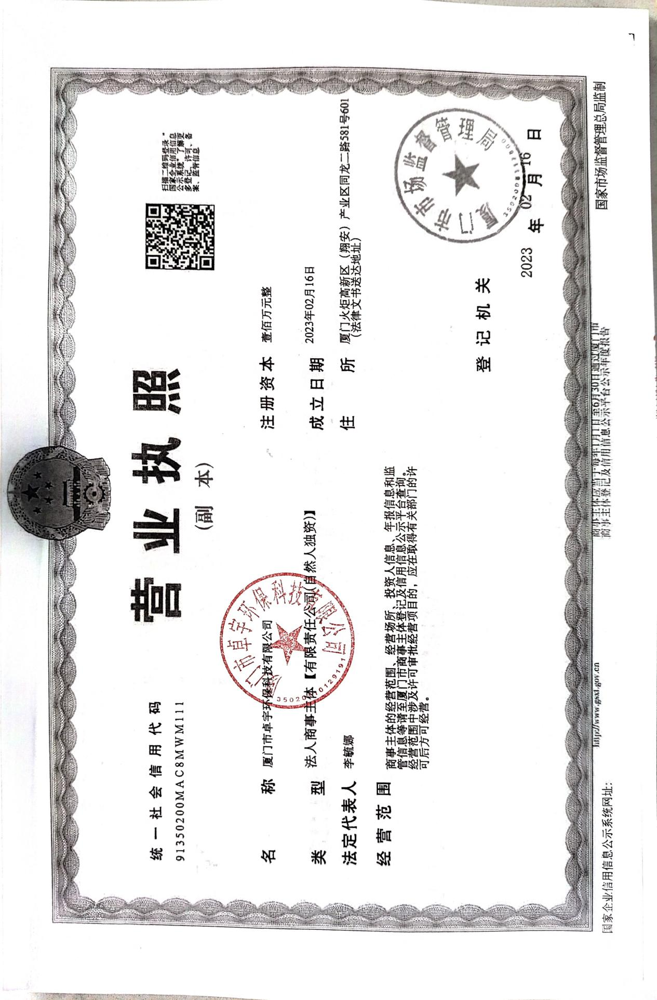 营业执照
(副 本)
统一社会信用代码
91350200MAC8MWM111
扫描二维码登录“
国家企业信用信息
公示系统”了解更
多登记、许可、备
案、监管信息
名 称 厦门市卓宇环保科技有限公司
类 型 法人商事主体【有限责任公司(自然人独资)】
法定代表人 李毓娜
经营范围 商事主体的经营范围、经营场所、投资人信息、年报信息和监
管信息等请至厦门市商事主体登记及信用信息公示平台查询。
经营范围中涉及许可审批经营项目的，应在取得有关部门的许
可后方可经营。
注册资本 壹佰万元整
成立日期 2023年02月16日
住 所 厦门火炬高新区（翔安）产业区同龙二路581号601
（法律文书送达地址）
厦门市卓宇环保科技有限公司
登记机关
厦门市市场监督管理局
2023 年 02 月 16 日
国家企业信用信息公示系统网址：
http://www.gsxt.gov.cn
商事主体应当于每年1月1日至6月30日通过厦门市
商事主体登记及信用信息公示平台公示年度报告
国家市场监督管理总局监制